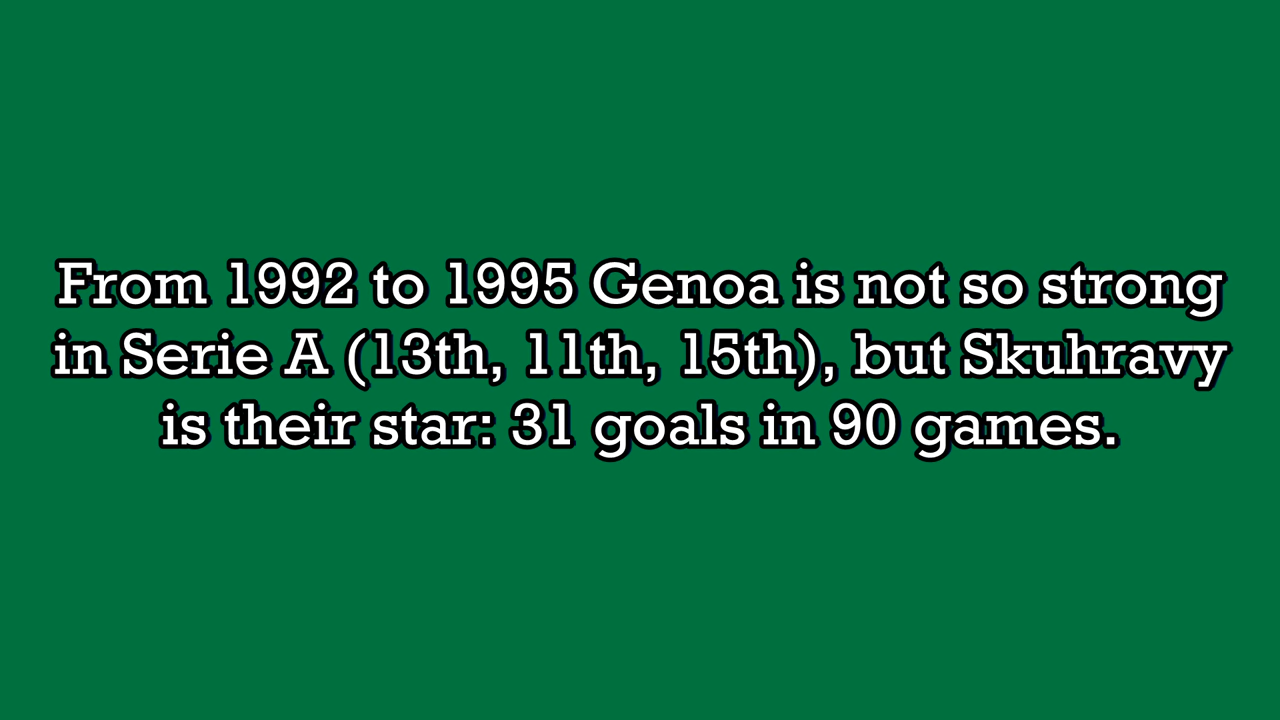 From 1992 to 1995 Genoa is not so strong
in Serie A (13th, 11th, 15th), but Skuhravy
is their star: 31 goals in 90 games.